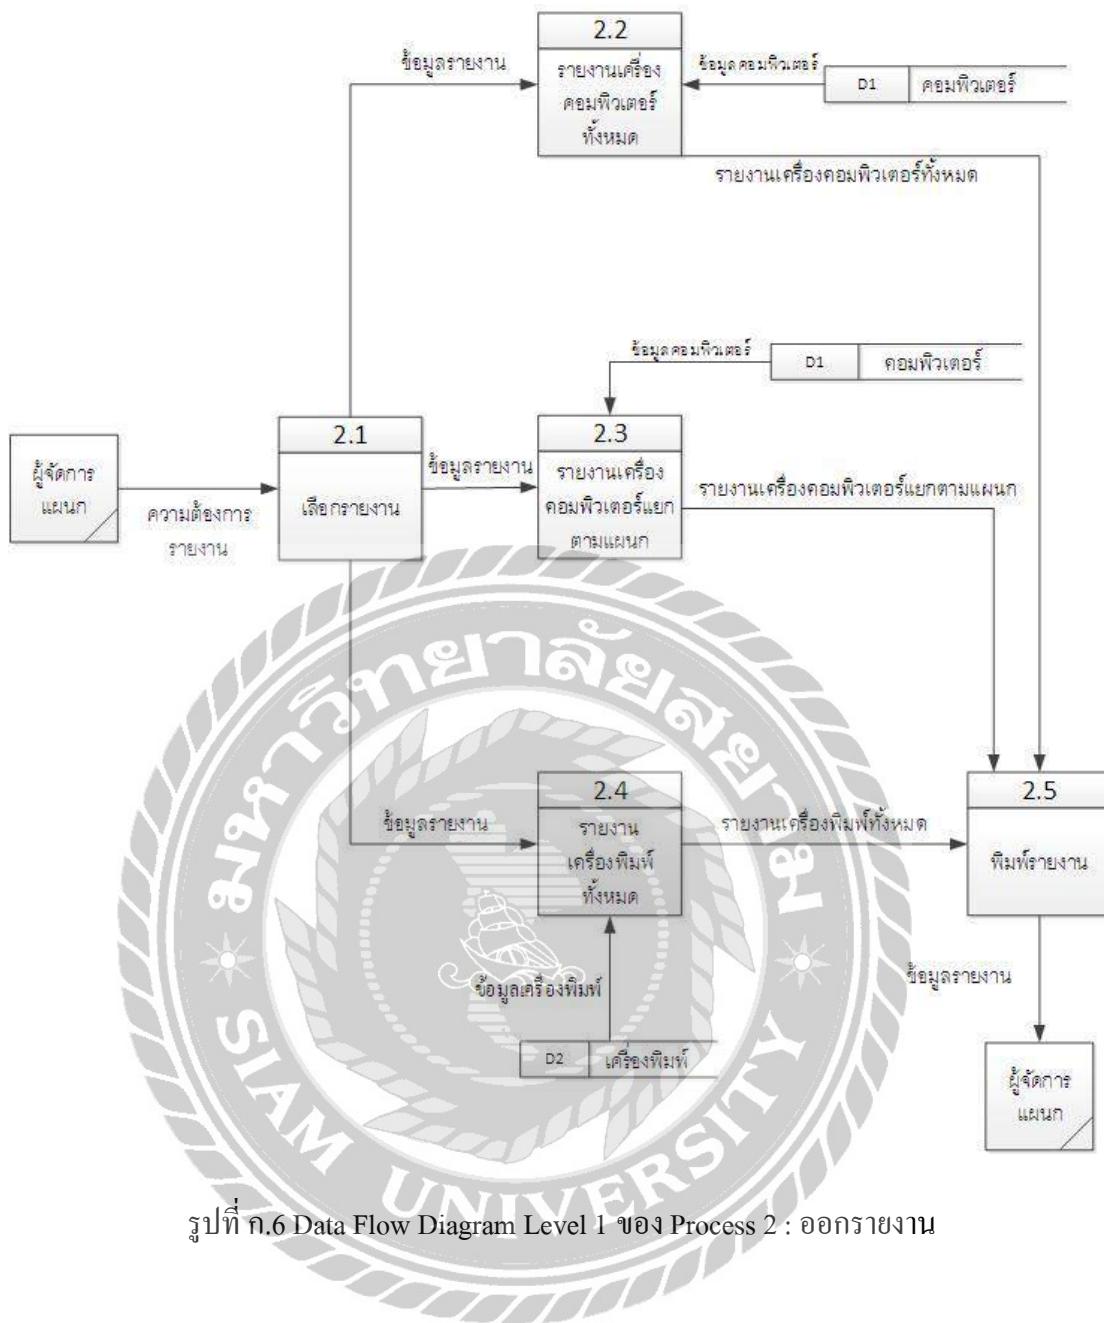 2.2
รายงานเครื่อง
คอมพิวเตอร์
ทั้งหมด
ข้อมูลรายงาน
ข้อมูลคอมพิวเตอร์
D1
คอมพิวเตอร์
รายงานเครื่องคอมพิวเตอร์ทั้งหมด
ข้อมูลคอมพิวเตอร์
D1
คอมพิวเตอร์
ผู้จัดการ
แผนก
ความต้องการ
รายงาน
2.1
เลือกรายงาน
ข้อมูลรายงาน
2.3
รายงานเครื่อง
คอมพิวเตอร์แยก
ตามแผนก
รายงานเครื่องคอมพิวเตอร์แยกตามแผนก
มหาวิทยาลัยสยาม
ข้อมูลรายงาน
2.4
รายงาน
เครื่องพิมพ์
ทั้งหมด
รายงานเครื่องพิมพ์ทั้งหมด
2.5
พิมพ์รายงาน
ข้อมูลเครื่องพิมพ์
D2
เครื่องพิมพ์
ข้อมูลรายงาน
ผู้จัดการ
แผนก
SIAM UNIVERSITY
รูปที่ ก.6 Data Flow Diagram Level 1 ของ Process 2 : ออกรายงาน